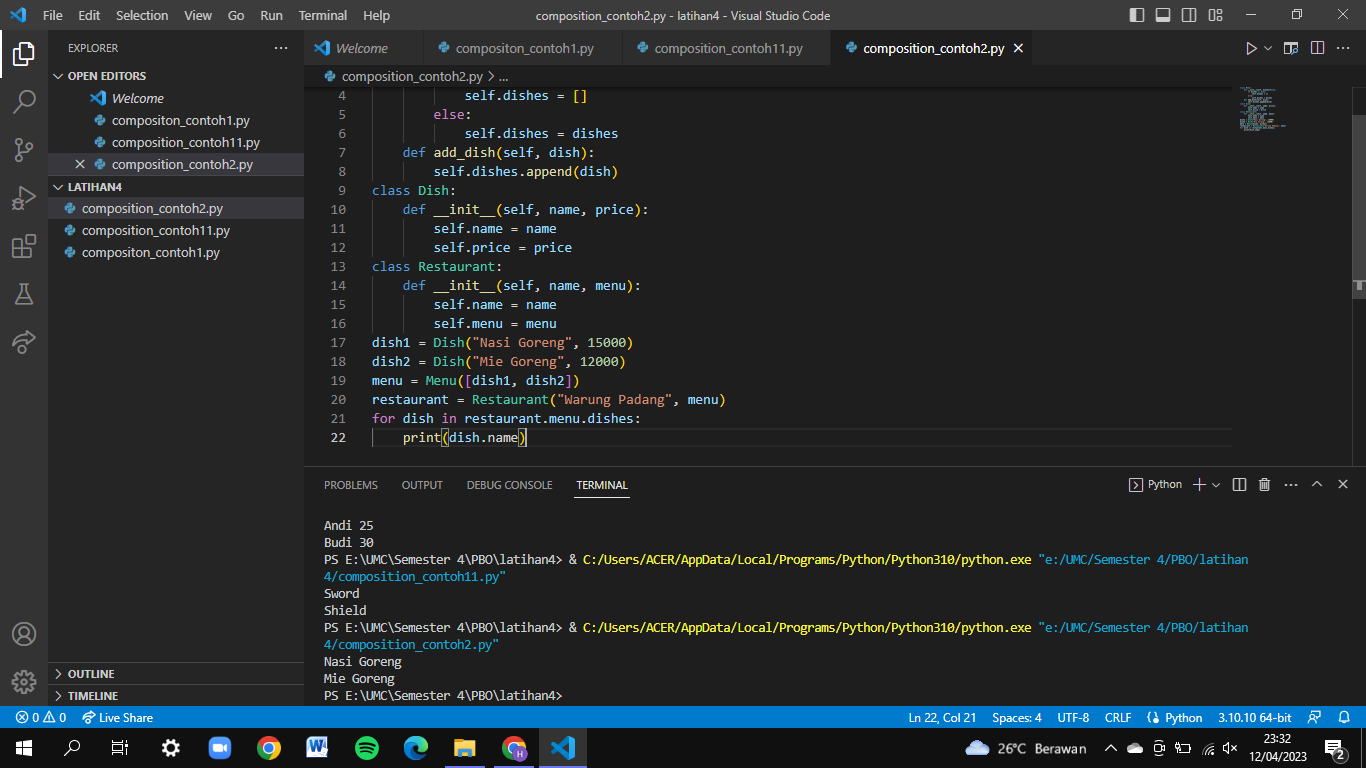 File Edit Selection View Go Run Terminal Help
composition_contoh2.py - latihan4 - Visual Studio Code
EXPLORER
OPEN EDITORS
Welcome
compositon_contoh1.py
compositon_contoh11.py
composition_contoh2.py
LATIHAN4
composition_contoh2.py
compositon_contoh11.py
compositon_contoh1.py
OUTLINE
TIMELINE
Welcome compositon_contoh1.py compositon_contoh11.py composition_contoh2.py
composition_contoh2.py > ...
4 self.dishes = []
5 else:
6 self.dishes = dishes
7 def add_dish(self, dish):
8 self.dishes.append(dish)
9 class Dish:
10 def __init__(self, name, price):
11 self.name = name
12 self.price = price
13 class Restaurant:
14 def __init__(self, name, menu):
15 self.name = name
16 self.menu = menu
17 dish1 = Dish("Nasi Goreng", 15000)
18 dish2 = Dish("Mie Goreng", 12000)
19 menu = Menu([dish1, dish2])
20 restaurant = Restaurant("Warung Padang", menu)
21 for dish in restaurant.menu.dishes:
22 print(dish.name)
PROBLEMS OUTPUT DEBUG CONSOLE TERMINAL
Python
Andi 25
Budi 30
PS E:\UMC\Semester 4\PBO\latihan4> & C:/Users/ACER/AppData/Local/Programs/Python/Python310/python.exe "e:/UMC/Semester 4/PBO/latihan
4/compositon_contoh11.py"
Sword
Shield
PS E:\UMC\Semester 4\PBO\latihan4> & C:/Users/ACER/AppData/Local/Programs/Python/Python310/python.exe "e:/UMC/Semester 4/PBO/latihan
4/composition_contoh2.py"
Nasi Goreng
Mie Goreng
PS E:\UMC\Semester 4\PBO\latihan4>
0 0 Live Share
Ln 22, Col 21 Spaces: 4 UTF-8 CRLF Python 3.10.10 64-bit
26°C Berawan
23:32
12/04/2023
2